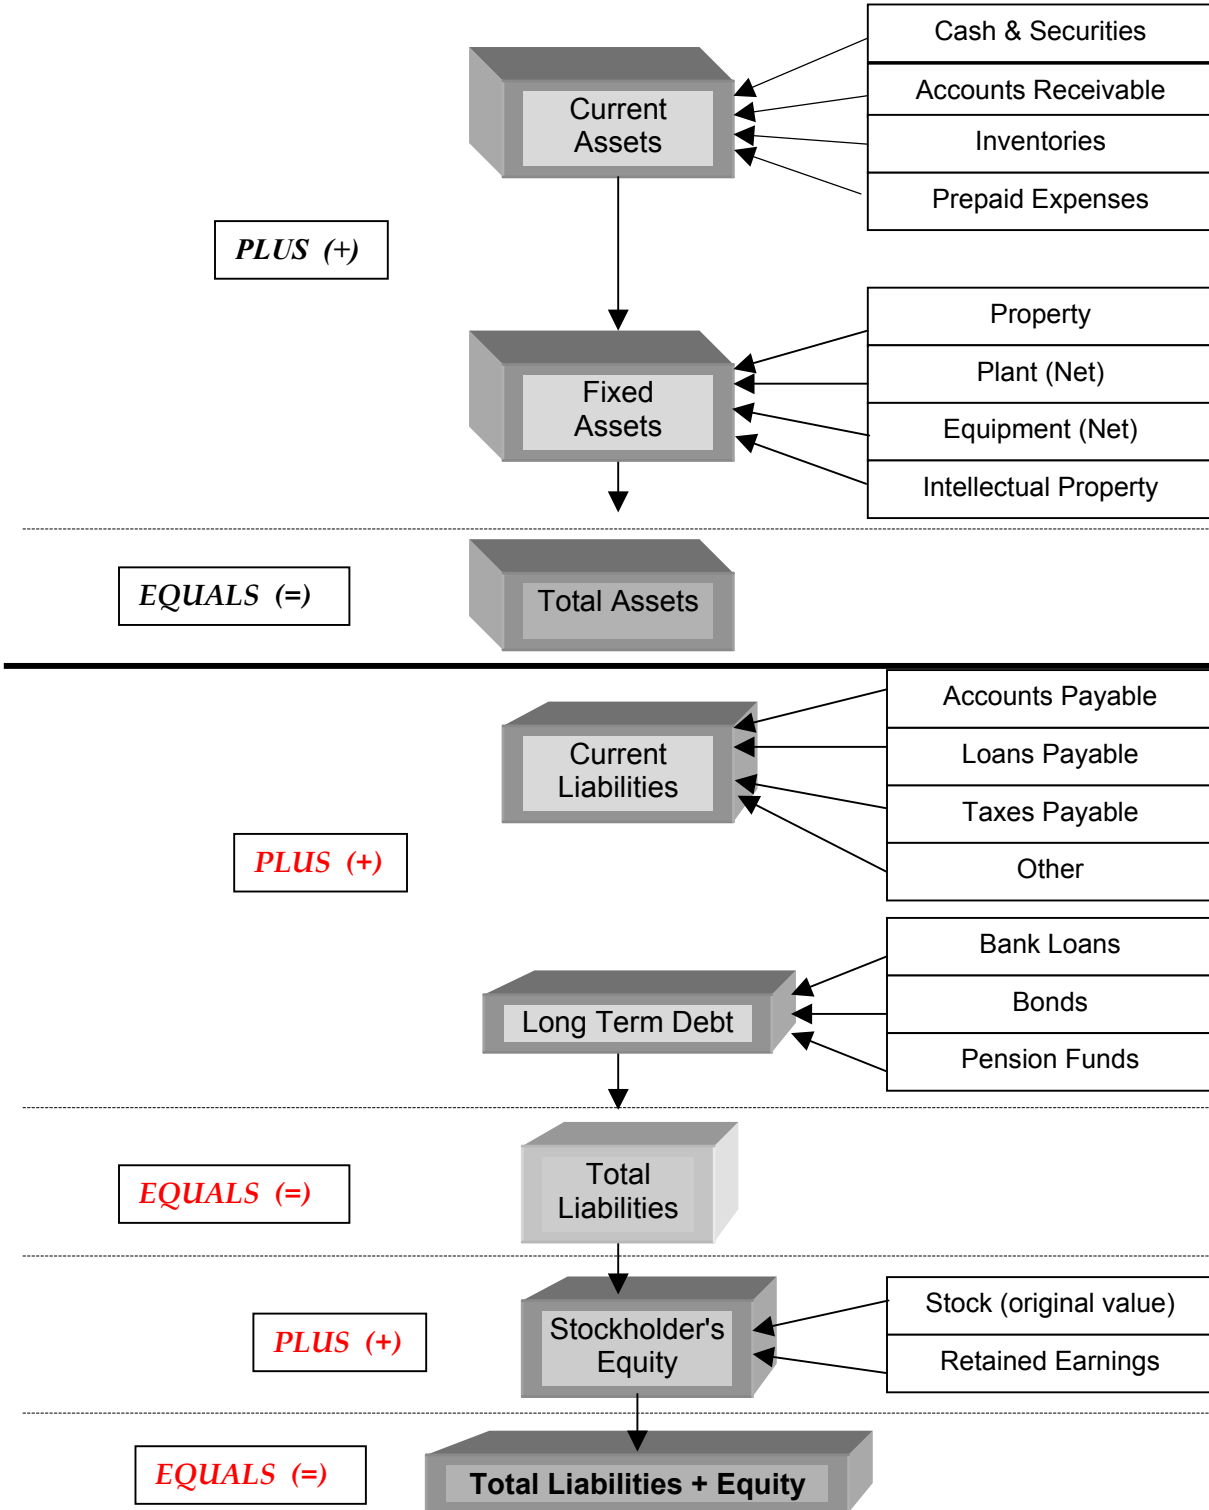 Cash & Securities
Accounts Receivable
Inventories
Prepaid Expenses
Current
Assets
PLUS (+)
Property
Plant (Net)
Equipment (Net)
Intellectual Property
Fixed
Assets
EQUALS (=)
Total Assets
Accounts Payable
Loans Payable
Taxes Payable
Other
Current
Liabilities
PLUS (+)
Bank Loans
Bonds
Pension Funds
Long Term Debt
EQUALS (=)
Total
Liabilities
PLUS (+)
Stockholder's
Equity
Stock (original value)
Retained Earnings
EQUALS (=)
Total Liabilities + Equity